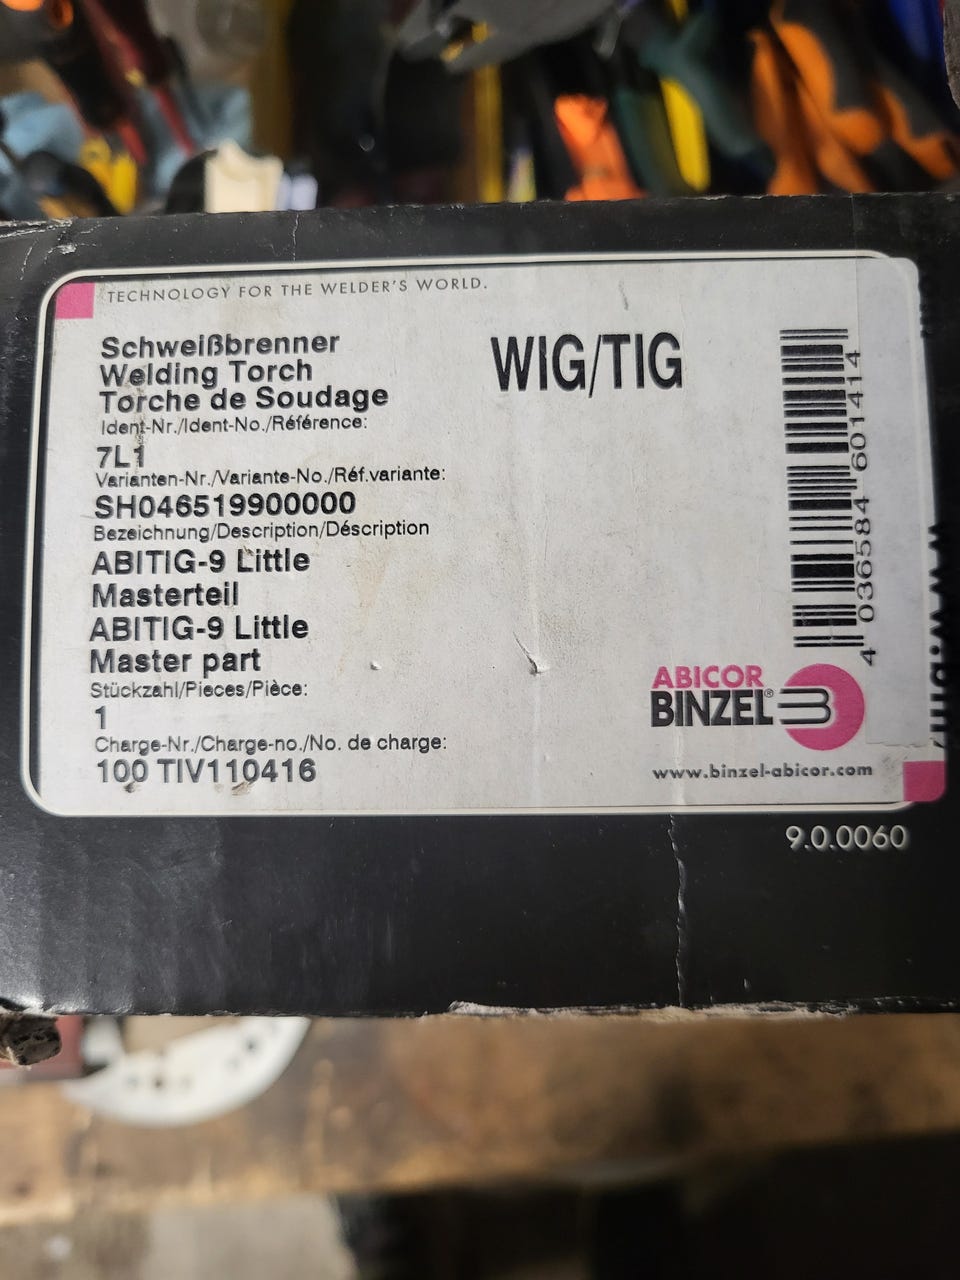 TECHNOLOGY FOR THE WELDER'S WORLD.
Schweißbrenner
Welding Torch
Torche de Soudage
WIG/TIG
Ident-Nr./Ident-No./Référence:
7L1
Varianten-Nr./Variante-No./Réf.variante:
SH046519900000
Bezeichnung/Description/Déscription
ABITIG-9 Little
Masterteil
ABITIG-9 Little
Master part
Stückzahl/Pieces/Pièce:
1
Charge-Nr./Charge-no./No. de charge:
100 TIV110416
4 036584 601414
ABICOR
BINZEL®
www.binzel-abicor.com
9.0.0060